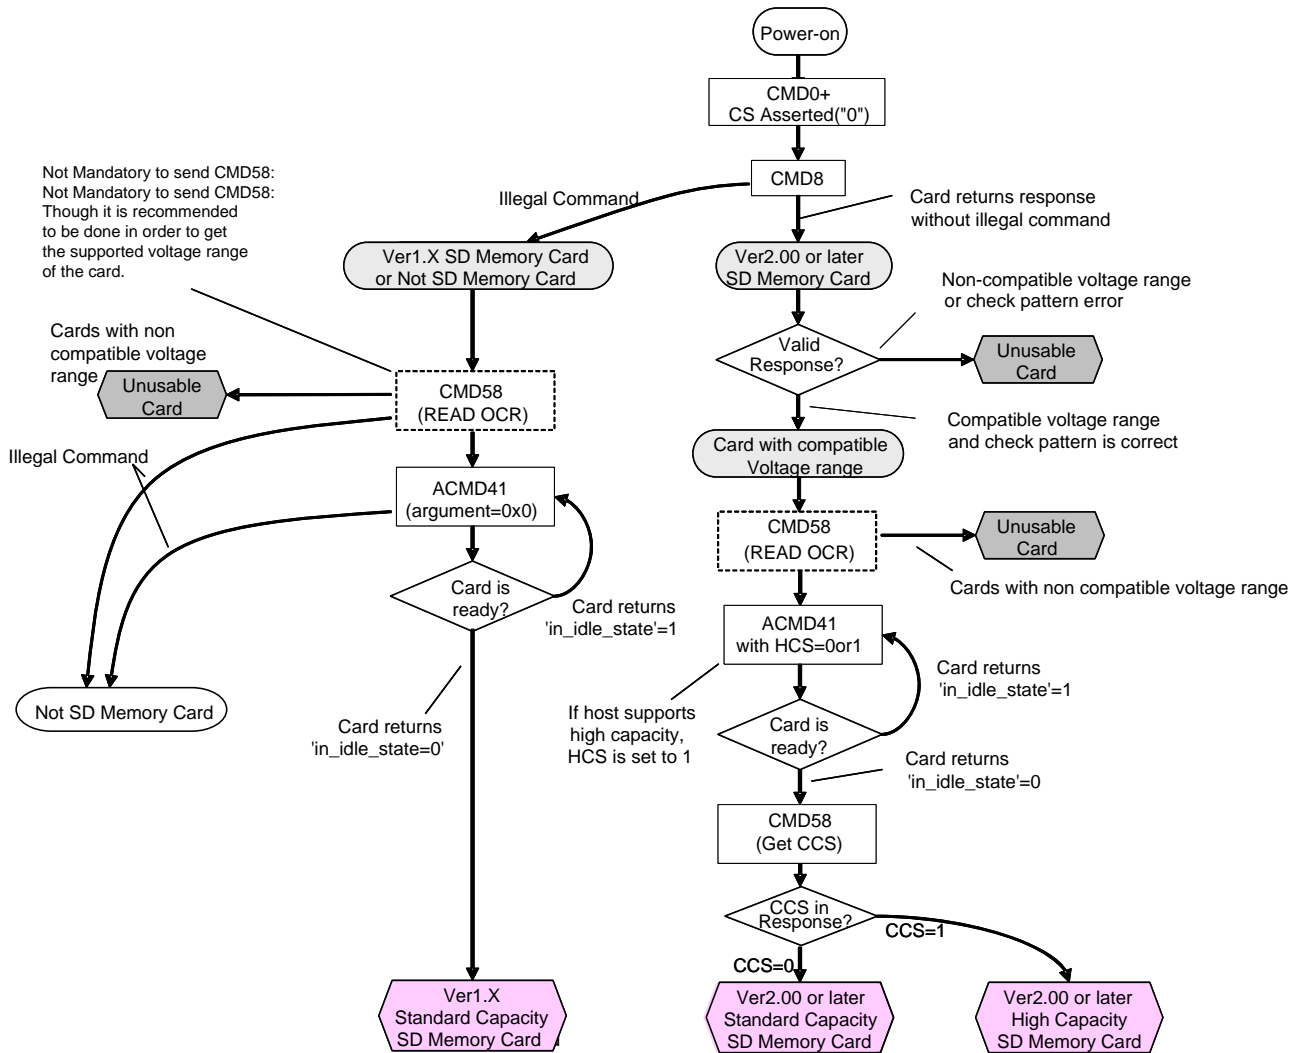 Power-on
CMD0+
CS Asserted("0")
CMD8
Illegal Command
Card returns response
without illegal command
Not Mandatory to send CMD58:
Not Mandatory to send CMD58:
Though it is recommended
to be done in order to get
the supported voltage range
of the card.
Ver1.X SD Memory Card
or Not SD Memory Card
Ver2.00 or later
SD Memory Card
Non-compatible voltage range
or check pattern error
Valid
Response?
Unusable
Card
Cards with non
compatible voltage
range
Unusable
Card
CMD58
(READ OCR)
Compatible voltage range
and check pattern is correct
Card with compatible
Voltage range
Illegal Command
ACMD41
(argument=0x0)
CMD58
(READ OCR)
Unusable
Card
Cards with non compatible voltage range
Card is
ready?
Card returns
'in_idle_state'=1
ACMD41
with HCS=0or1
Card returns
'in_idle_state'=1
Not SD Memory Card
Card returns
'in_idle_state=0'
If host supports
high capacity,
HCS is set to 1
Card is
ready?
Card returns
'in_idle_state'=0
CMD58
(Get CCS)
CCS in
Response?
CCS=1
CCS=0
Ver1.X
Standard Capacity
SD Memory Card
Ver2.00 or later
Standard Capacity
SD Memory Card
Ver2.00 or later
High Capacity
SD Memory Card